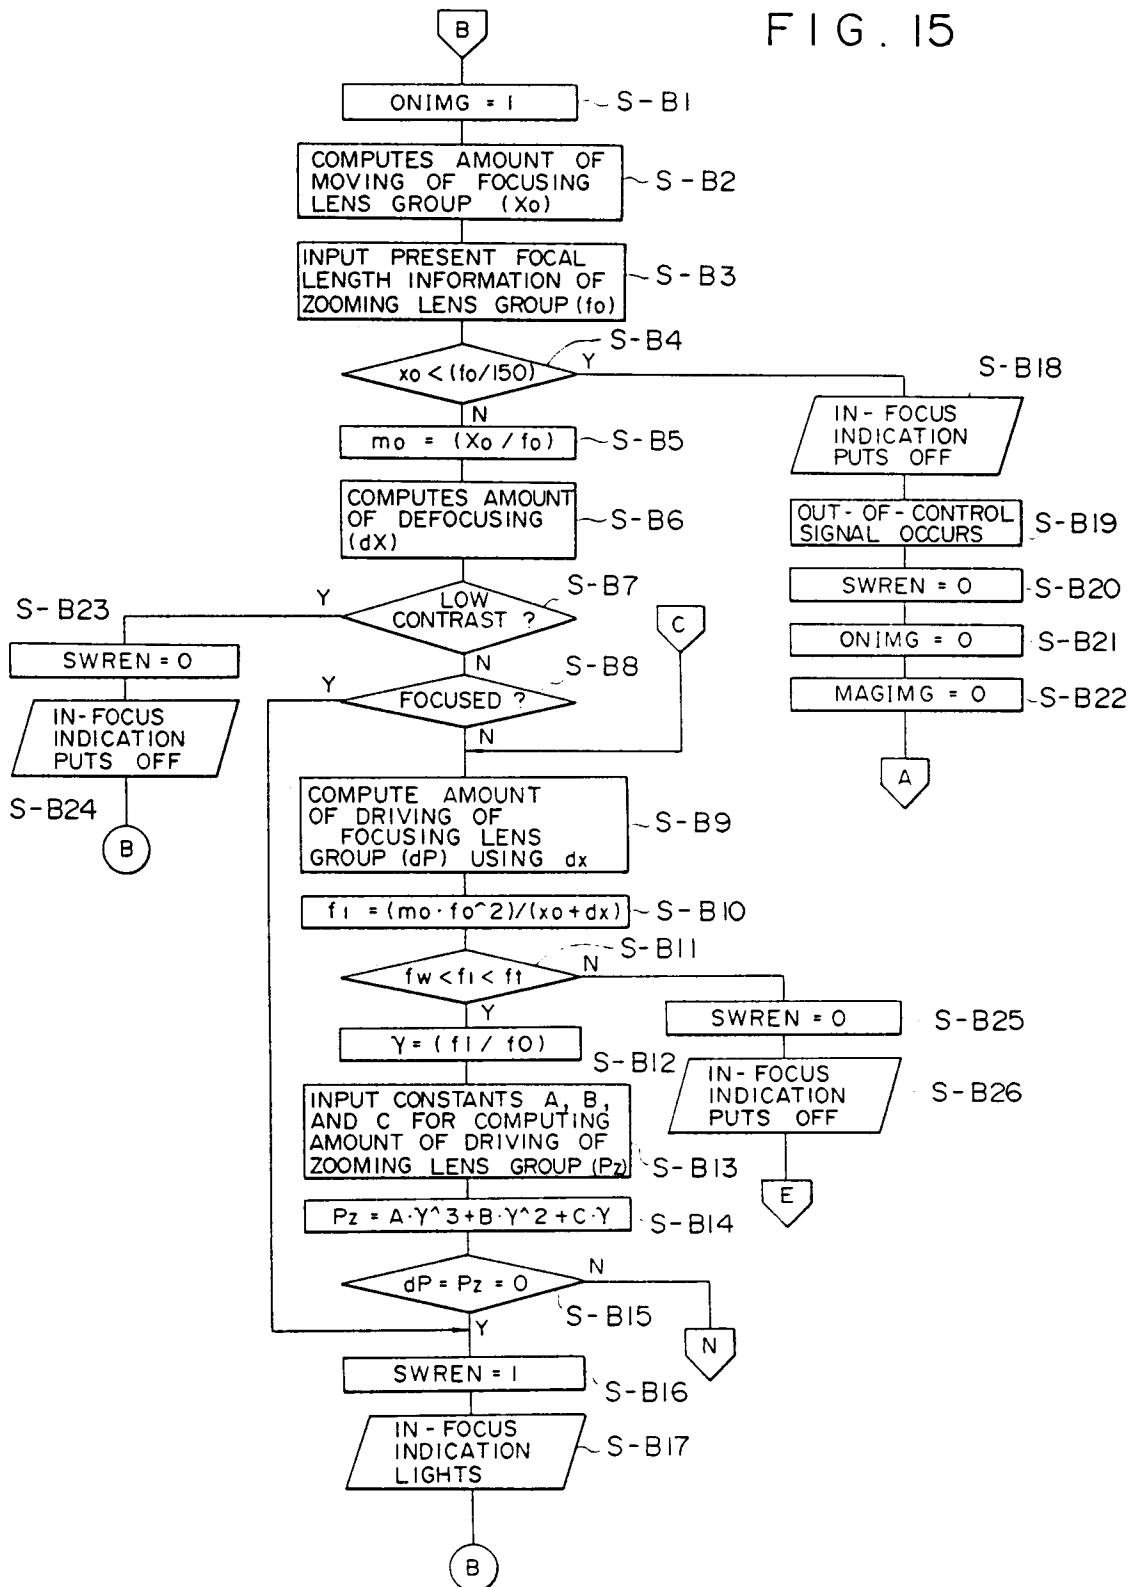 FIG. 15
B
ONIMG = 1
S-B1
COMPUTES AMOUNT OF
MOVING OF FOCUSING
LENS GROUP (Xo)
S-B2
INPUT PRESENT FOCAL
LENGTH INFORMATION OF
ZOOMING LENS GROUP (fo)
S-B3
S-B4
xo < (fo/150)
Y
N
mo = (Xo / fo)
S-B5
COMPUTES AMOUNT
OF DEFOCUSING
(dX)
S-B6
S-B7
LOW
CONTRAST ?
Y
N
S-B8
FOCUSED ?
Y
N
C
S-B18
IN-FOCUS
INDICATION
PUTS OFF
OUT-OF-CONTROL
SIGNAL OCCURS
S-B19
SWREN = 0
S-B20
ONIMG = 0
S-B21
MAGIMG = 0
S-B22
A
S-B23
SWREN = 0
IN-FOCUS
INDICATION
PUTS OFF
S-B24
B
COMPUTE AMOUNT
OF DRIVING OF
FOCUSING LENS
GROUP (dP) USING dx
S-B9
f1 = (mo·fo^2)/(xo+dx)
S-B10
S-B11
fw < f1 < ft
N
Y
γ = (f1 / f0)
S-B12
SWREN = 0
S-B25
IN-FOCUS
INDICATION
PUTS OFF
S-B26
E
INPUT CONSTANTS A, B,
AND C FOR COMPUTING
AMOUNT OF DRIVING OF
ZOOMING LENS GROUP (Pz)
S-B13
Pz = A·γ^3+B·γ^2+C·γ
S-B14
dP = Pz = 0
N
S-B15
Y
N
SWREN = 1
S-B16
IN-FOCUS
INDICATION
LIGHTS
S-B17
B